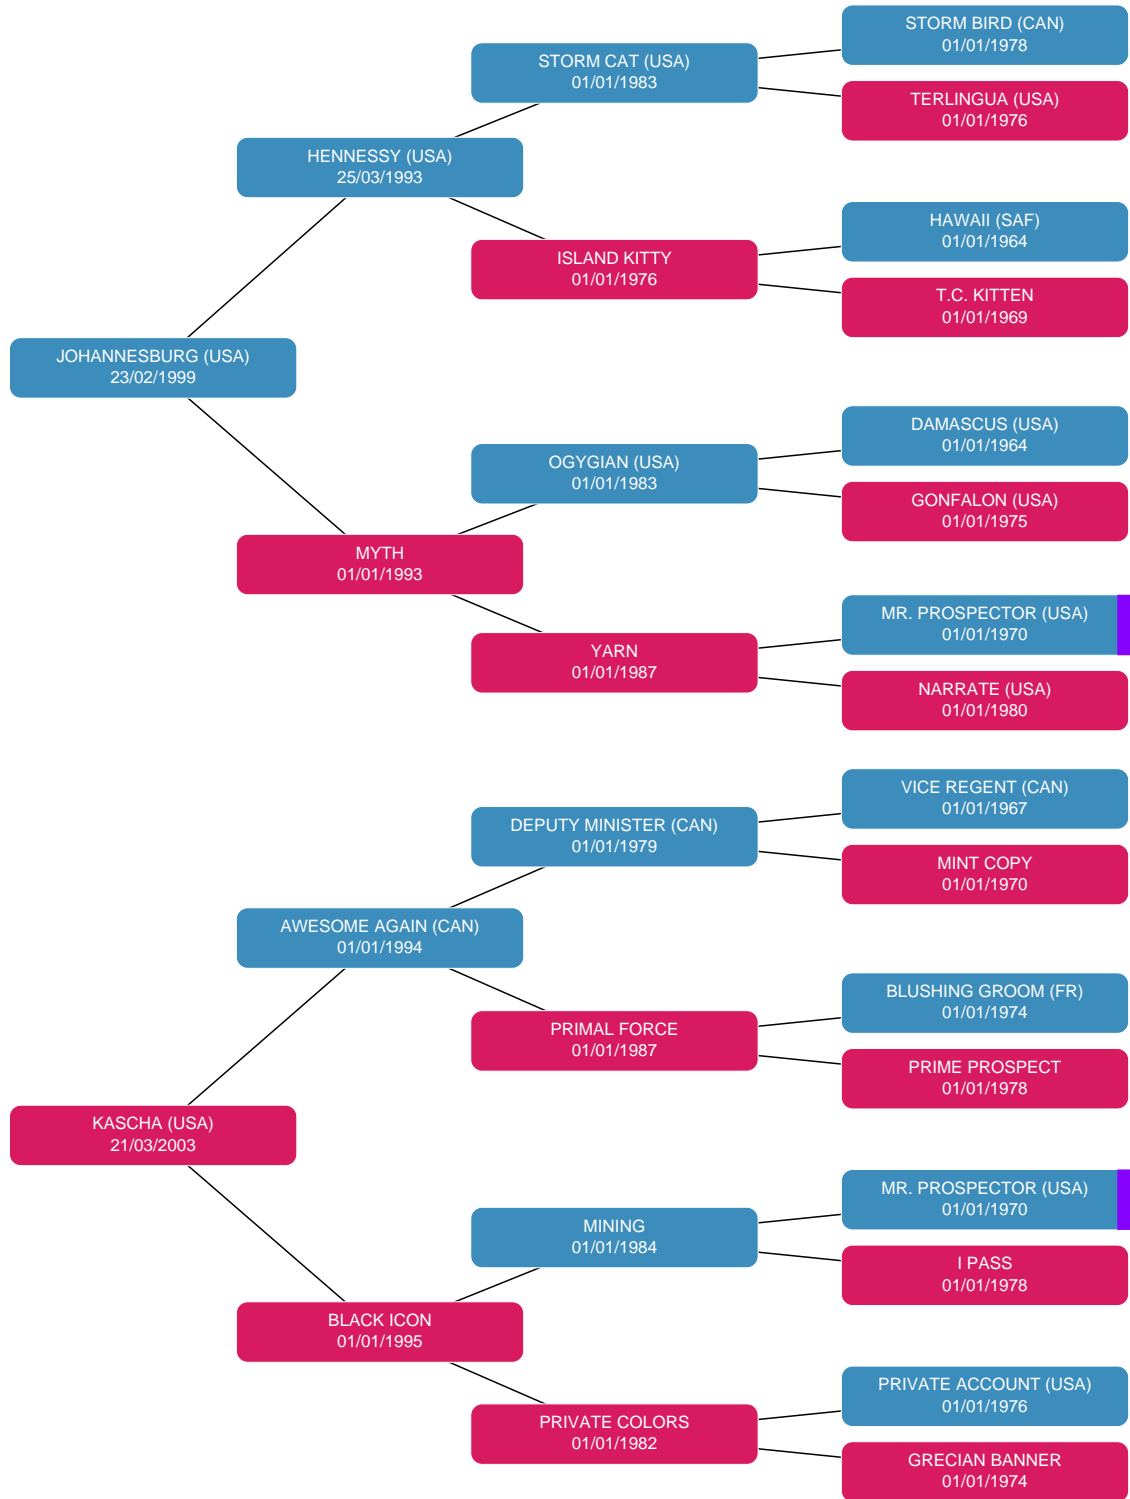 STORM BIRD (CAN)
01/01/1978
STORM CAT (USA)
01/01/1983
TERLINGUA (USA)
01/01/1976
HENNESSY (USA)
25/03/1993
HAWAII (SAF)
01/01/1964
ISLAND KITTY
01/01/1976
T.C. KITTEN
01/01/1969
JOHANNESBURG (USA)
23/02/1999
DAMASCUS (USA)
01/01/1964
OGYGIAN (USA)
01/01/1983
GONFALON (USA)
01/01/1975
MYTH
01/01/1993
MR. PROSPECTOR (USA)
01/01/1970
YARN
01/01/1987
NARRATE (USA)
01/01/1980
VICE REGENT (CAN)
01/01/1967
DEPUTY MINISTER (CAN)
01/01/1979
MINT COPY
01/01/1970
AWESOME AGAIN (CAN)
01/01/1994
BLUSHING GROOM (FR)
01/01/1974
PRIMAL FORCE
01/01/1987
PRIME PROSPECT
01/01/1978
KASCHA (USA)
21/03/2003
MR. PROSPECTOR (USA)
01/01/1970
MINING
01/01/1984
I PASS
01/01/1978
BLACK ICON
01/01/1995
PRIVATE ACCOUNT (USA)
01/01/1976
PRIVATE COLORS
01/01/1982
GRECIAN BANNER
01/01/1974